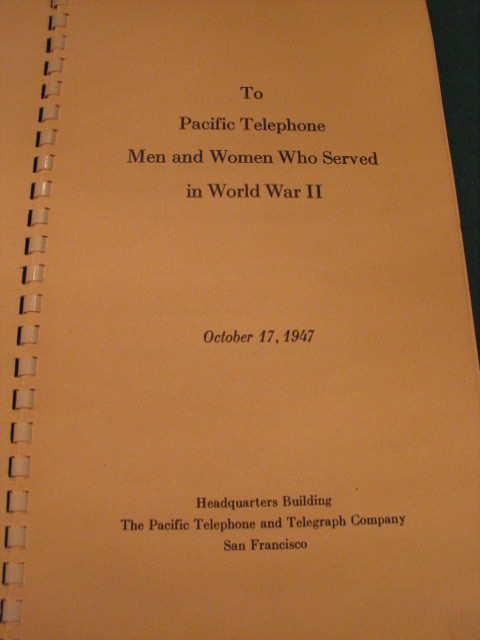 To
Pacific Telephone
Men and Women Who Served
in World War II
October 17, 1947
Headquarters Building
The Pacific Telephone and Telegraph Company
San Francisco